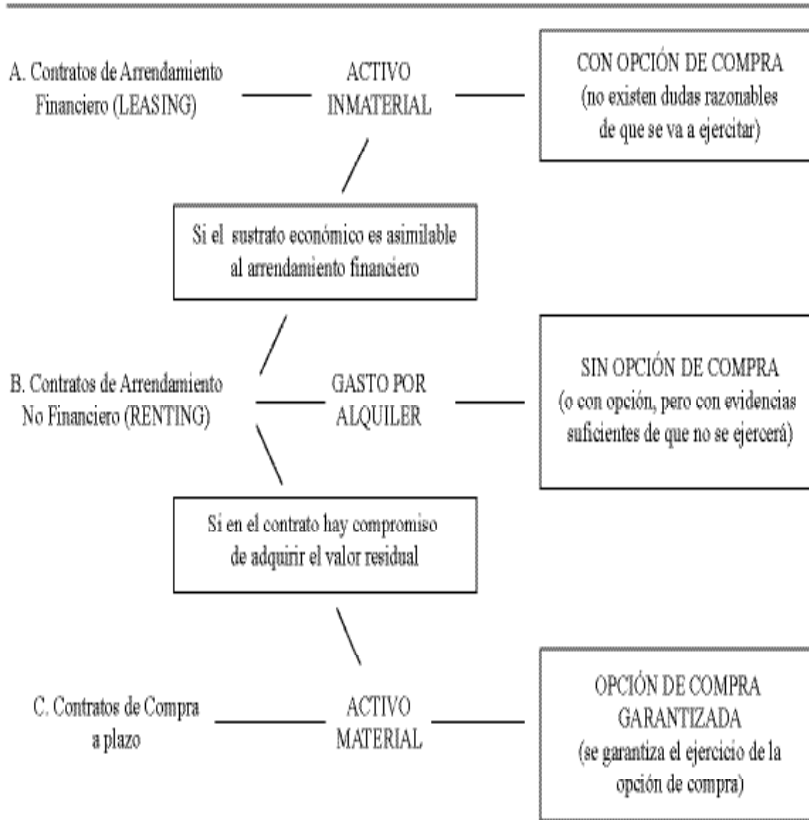 A. Contratos de Arrendamiento
Financiero (LEASING)
ACTIVO
INMATERIAL
CON OPCIÓN DE COMPRA
(no existen dudas razonables
de que se va a ejercitar)
Si el sustrato económico es asimilable
al arrendamiento financiero
B. Contratos de Arrendamiento
No Financiero (RENTING)
GASTO POR
ALQUILER
SIN OPCIÓN DE COMPRA
(o con opción, pero con evidencias
suficientes de que no se ejercerá)
Si en el contrato hay compromiso
de adquirir el valor residual
C. Contratos de Compra
a plazo
ACTIVO
MATERIAL
OPCIÓN DE COMPRA
GARANTIZADA
(se garantiza el ejercicio de la
opción de compra)